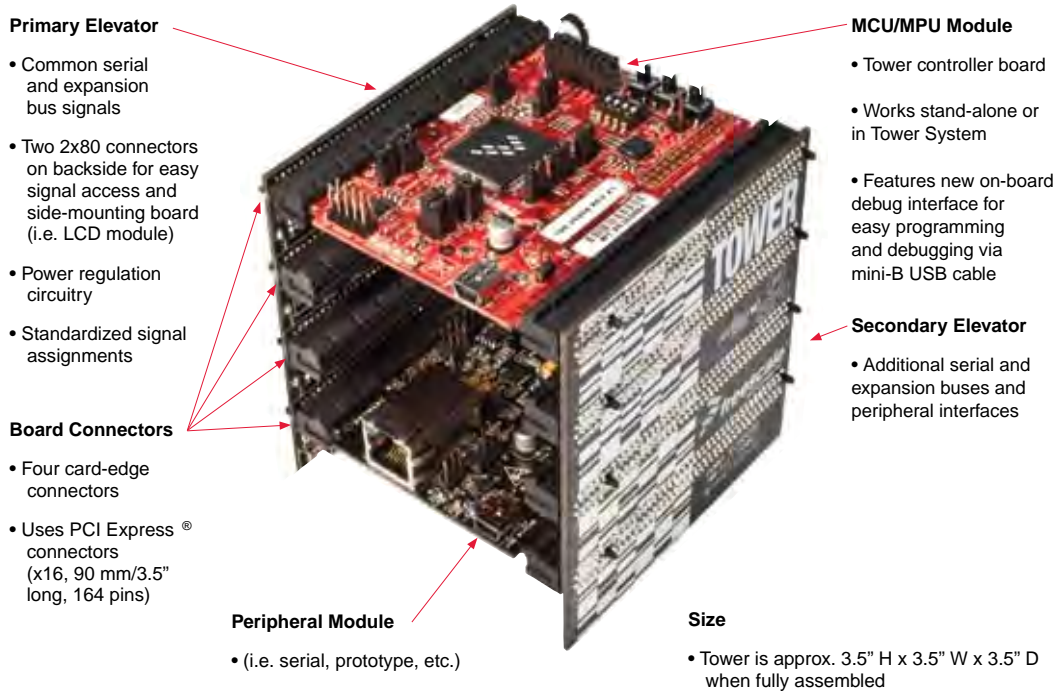 Primary Elevator
• Common serial
and expansion
bus signals
• Two 2x80 connectors
on backside for easy
signal access and
side-mounting board
(i.e. LCD module)
• Power regulation
circuitry
• Standardized signal
assignments
Board Connectors
• Four card-edge
connectors
• Uses PCI Express ®
connectors
(x16, 90 mm/3.5”
long, 164 pins)
Peripheral Module
• (i.e. serial, prototype, etc.)
MCU/MPU Module
• Tower controller board
• Works stand-alone or
in Tower System
• Features new on-board
debug interface for
easy programming
and debugging via
mini-B USB cable
Secondary Elevator
• Additional serial and
expansion buses and
peripheral interfaces
Size
• Tower is approx. 3.5” H x 3.5” W x 3.5” D
when fully assembled
TOWER